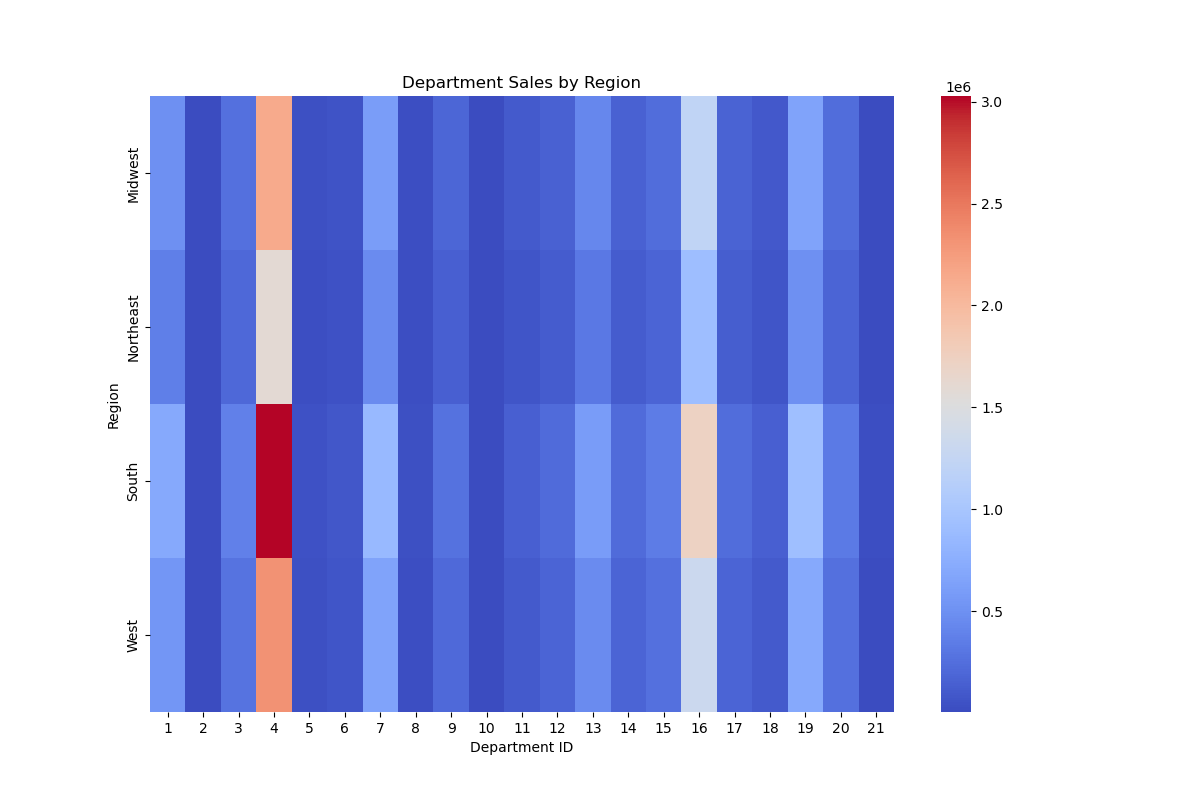 Department Sales by Region
1e6
3.0
2.5
2.0
1.5
1.0
0.5
Region
Midwest
Northeast
South
West
1 2 3 4 5 6 7 8 9 10 11 12 13 14 15 16 17 18 19 20 21
Department ID